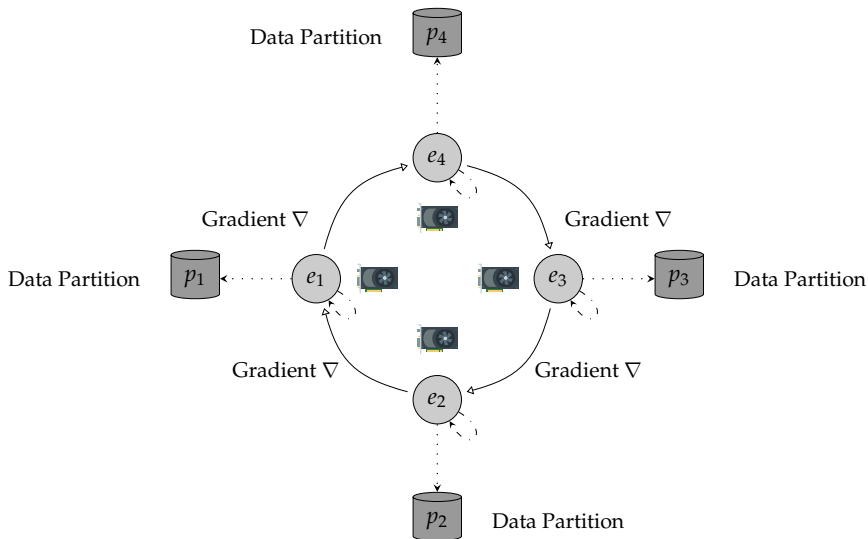 Data Partition
p4
e4
Gradient ∇
Gradient ∇
Data Partition
p1
e1
e3
p3
Data Partition
Gradient ∇
Gradient ∇
e2
p2
Data Partition